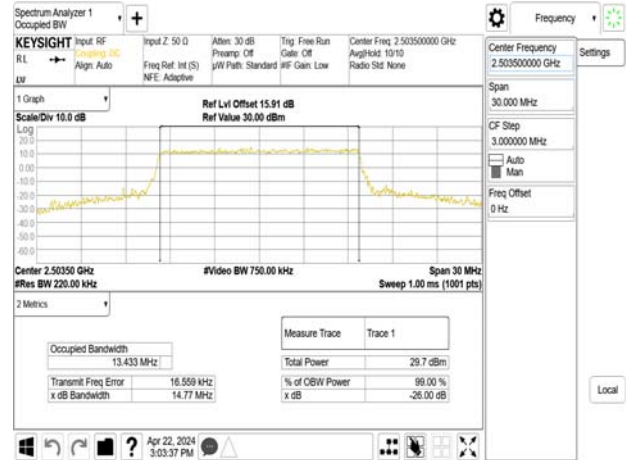 Spectrum Analyzer 1
Occupied BW
Frequency
KEYSIGHT
RL
Input: RF
Coupling: DC
Align: Auto
Input Z: 50 Ω
Freq Ref: Int (S)
NFE: Adaptive
Atten: 30 dB
Preamp: Off
µW Path: Standard
Trig: Free Run
Gate: Off
#IF Gain: Low
Center Freq: 2.503500000 GHz
Avg|Hold: 10/10
Radio Std: None
Center Frequency
2.503500000 GHz
Settings
Span
30.000 MHz
CF Step
3.000000 MHz
Auto
Man
Freq Offset
0 Hz
1 Graph
Scale/Div 10.0 dB
Ref Lvl Offset 15.91 dB
Ref Value 30.00 dBm
Log
20.0
10.0
0.00
-10.0
-20.0
-30.0
-40.0
-50.0
-60.0
Center 2.50350 GHz
#Video BW 750.00 kHz
Span 30 MHz
#Res BW 220.00 kHz
Sweep 1.00 ms (1001 pts)
2 Metrics
Measure Trace
Trace 1
Occupied Bandwidth
13.433 MHz
Total Power
29.7 dBm
Transmit Freq Error
16.559 kHz
% of OBW Power
99.00 %
x dB Bandwidth
14.77 MHz
x dB
-26.00 dB
Local
Apr 22, 2024
3:03:37 PM